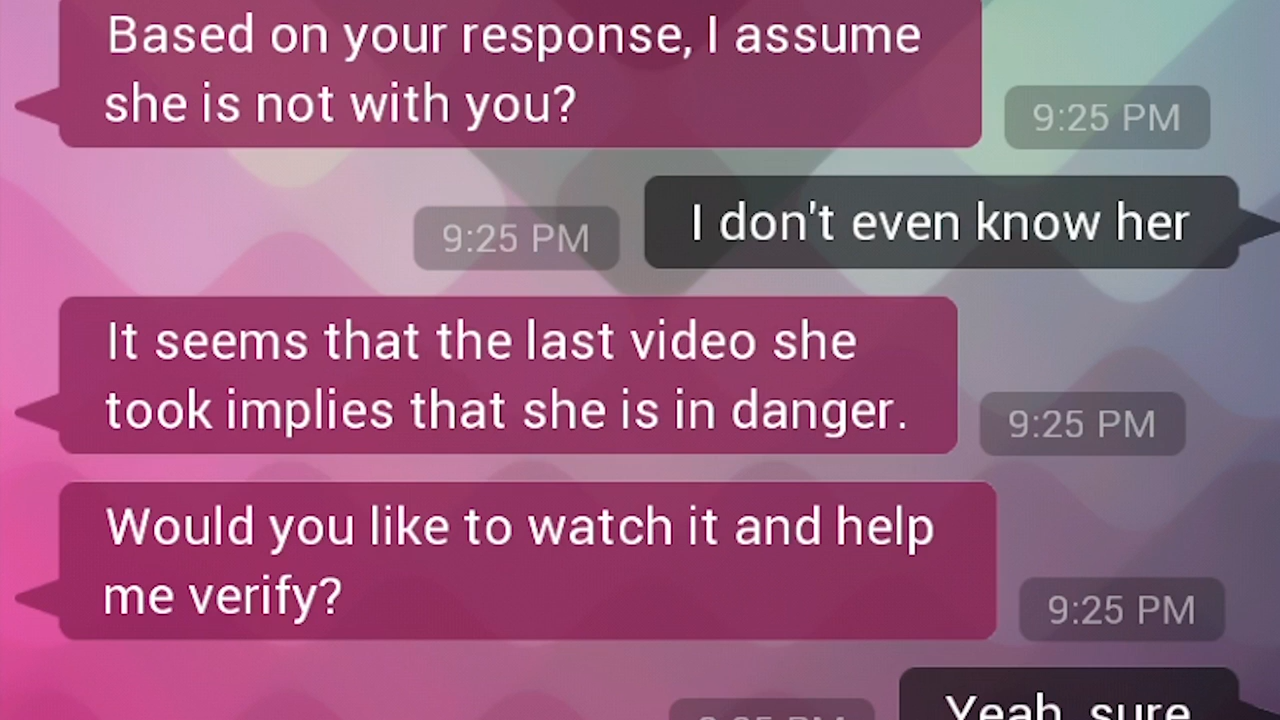 Based on your response, I assume
she is not with you?
9:25 PM
I don't even know her
9:25 PM
It seems that the last video she
took implies that she is in danger.
9:25 PM
Would you like to watch it and help
me verify?
9:25 PM
Yeah, sure